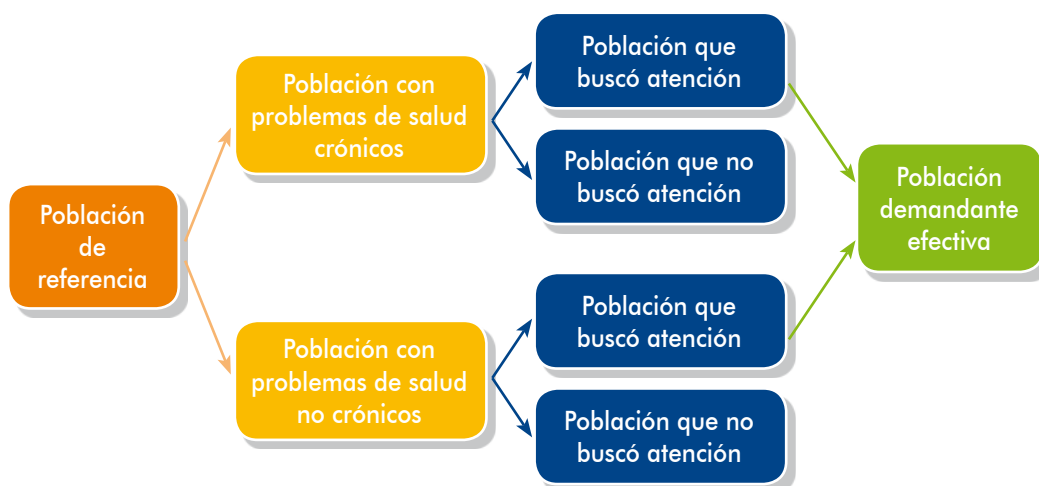 Población
de
referencia
Población con
problemas de salud
crónicos
Población con
problemas de salud
no crónicos
Población que
buscó atención
Población que no
buscó atención
Población que
buscó atención
Población que no
buscó atención
Población
demandante
efectiva